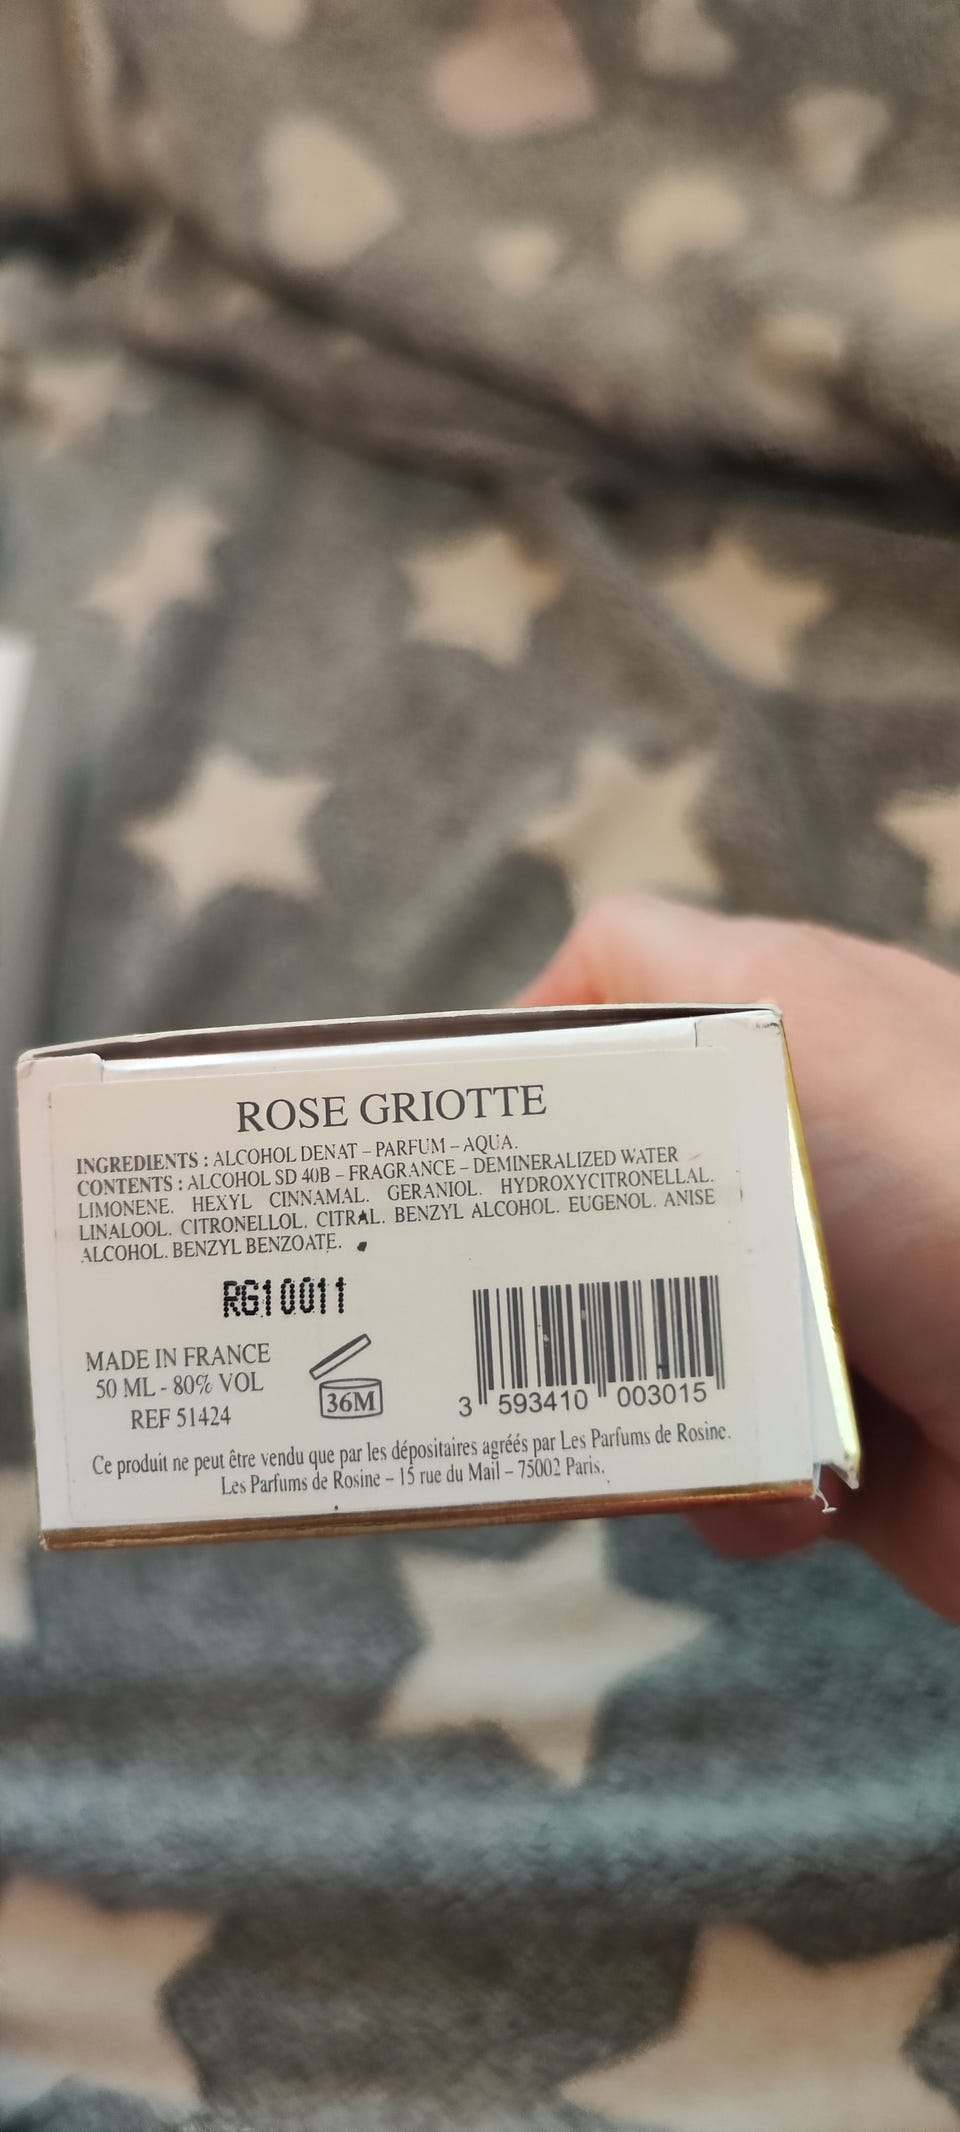 ROSE GRIOTTE
INGREDIENTS : ALCOHOL DENAT – PARFUM – AQUA.
CONTENTS : ALCOHOL SD 40B – FRAGRANCE – DEMINERALIZED WATER
LIMONENE. HEXYL CINNAMAL. GERANIOL. HYDROXYCITRONELLAL.
LINALOOL. CITRONELLOL. CITRAL. BENZYL ALCOHOL. EUGENOL. ANISE
ALCOHOL. BENZYL BENZOATE.
RG10011
MADE IN FRANCE
50 ML - 80% VOL
REF 51424
36M
3 593410 003015
Ce produit ne peut être vendu que par les dépositaires agréés par Les Parfums de Rosine.
Les Parfums de Rosine – 15 rue du Mail – 75002 Paris.